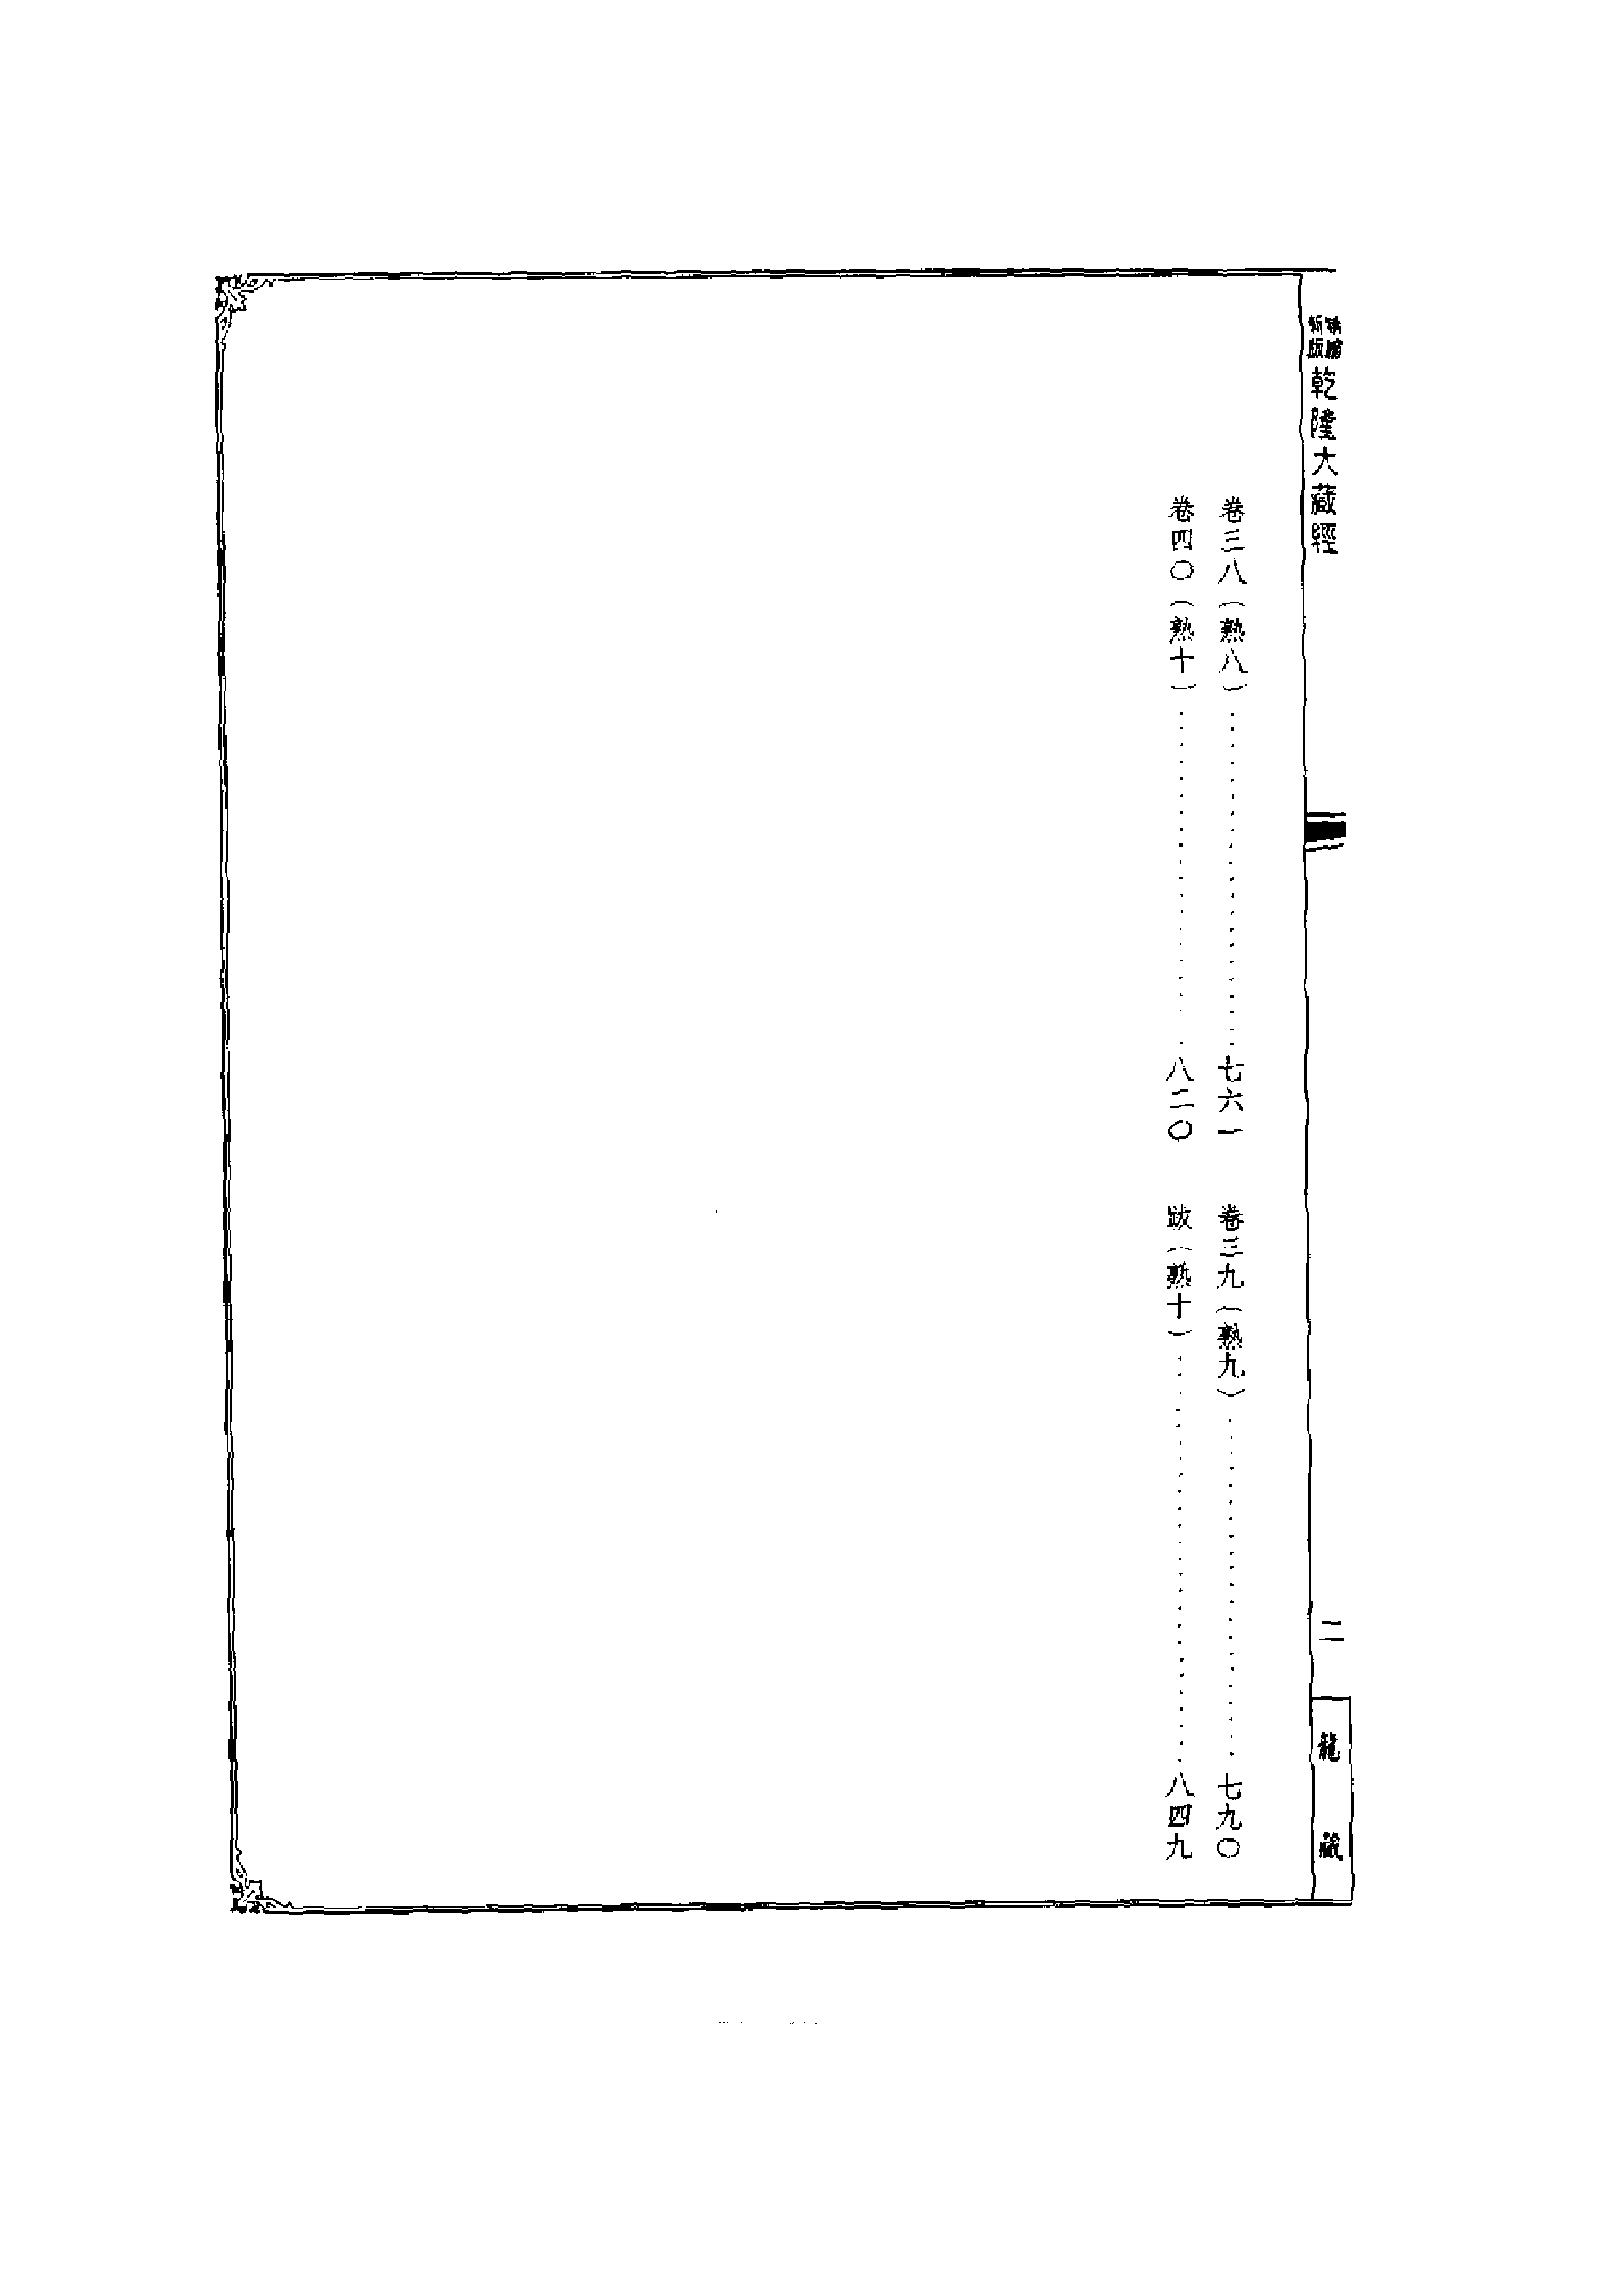 新版 乾隆大藏經
二
龍藏
卷三八（熟八）………………七六一
卷三九（熟九）………………七九〇
卷四〇（熟十）………………八二〇
跋（熟十）………………八四九